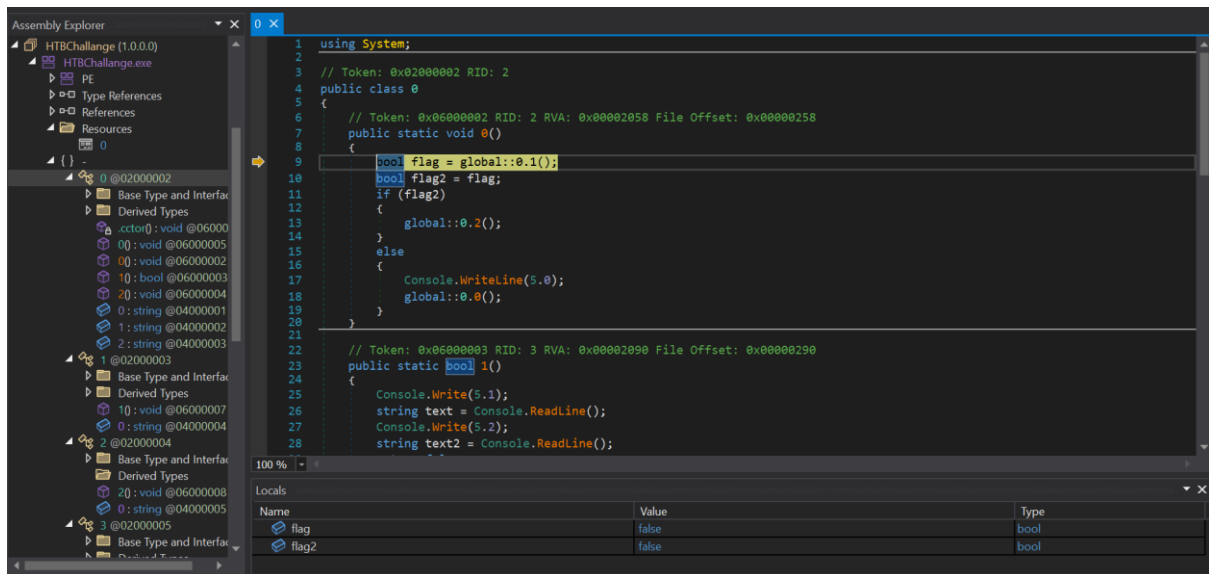 Assembly Explorer
HTBChallange (1.0.0.0)
HTBChallange.exe
PE
Type References
References
Resources
0
{ } -
0 @02000002
Base Type and Interfac
Derived Types
.cctor() : void @06000
0() : void @06000005
0() : void @06000002
1() : bool @06000003
2() : void @06000004
0 : string @04000001
1 : string @04000002
2 : string @04000003
1 @02000003
Base Type and Interfac
Derived Types
1() : void @06000007
0 : string @04000004
2 @02000004
Base Type and Interfac
Derived Types
2() : void @06000008
0 : string @04000005
3 @02000005
Base Type and Interfac
Derived Types
0
1 using System;
2
3 // Token: 0x02000002 RID: 2
4 public class 0
5 {
6 // Token: 0x06000002 RID: 2 RVA: 0x00002058 File Offset: 0x00000258
7 public static void 0()
8 {
9 bool flag = global::0.1();
10 bool flag2 = flag;
11 if (flag2)
12 {
13 global::0.2();
14 }
15 else
16 {
17 Console.WriteLine(5.0);
18 global::0.0();
19 }
20 }
21
22 // Token: 0x06000003 RID: 3 RVA: 0x00002090 File Offset: 0x00000290
23 public static bool 1()
24 {
25 Console.Write(5.1);
26 string text = Console.ReadLine();
27 Console.Write(5.2);
28 string text2 = Console.ReadLine();
100 %
Locals
Name Value Type
flag false bool
flag2 false bool